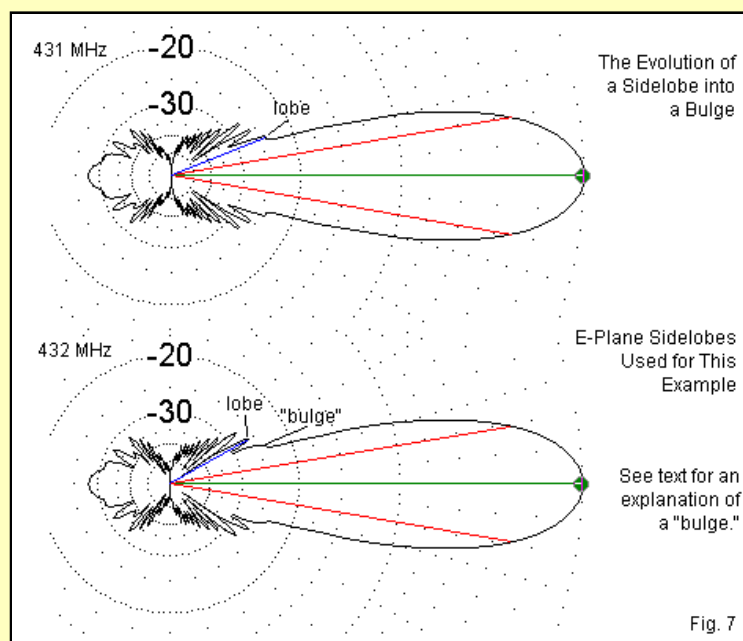 431 MHz
-20
-30
lobe
The Evolution of
a Sidelobe into
a Bulge
432 MHz
-20
-30
lobe
"bulge"
E-Plane Sidelobes
Used for This
Example
See text for an
explanation of
a "bulge."
Fig. 7